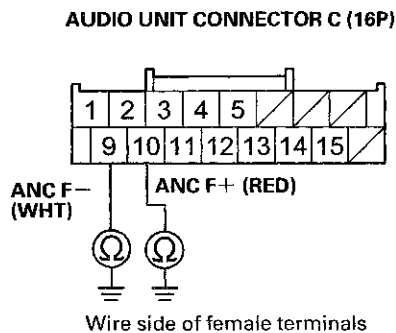 AUDIO UNIT CONNECTOR C (16P)
1 2 3 4 5
9 10 11 12 13 14 15
ANC F− (WHT)
ANC F+ (RED)
Ω Ω
Wire side of female terminals